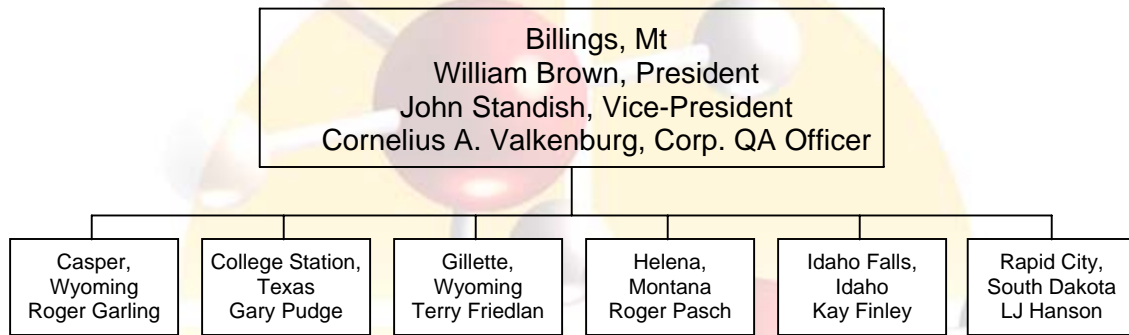 Billings, Mt
William Brown, President
John Standish, Vice-President
Cornelius A. Valkenburg, Corp. QA Officer
Casper,
Wyoming
Roger Garling
College Station,
Texas
Gary Pudge
Gillette,
Wyoming
Terry Friedlan
Helena,
Montana
Roger Pasch
Idaho Falls,
Idaho
Kay Finley
Rapid City,
South Dakota
LJ Hanson